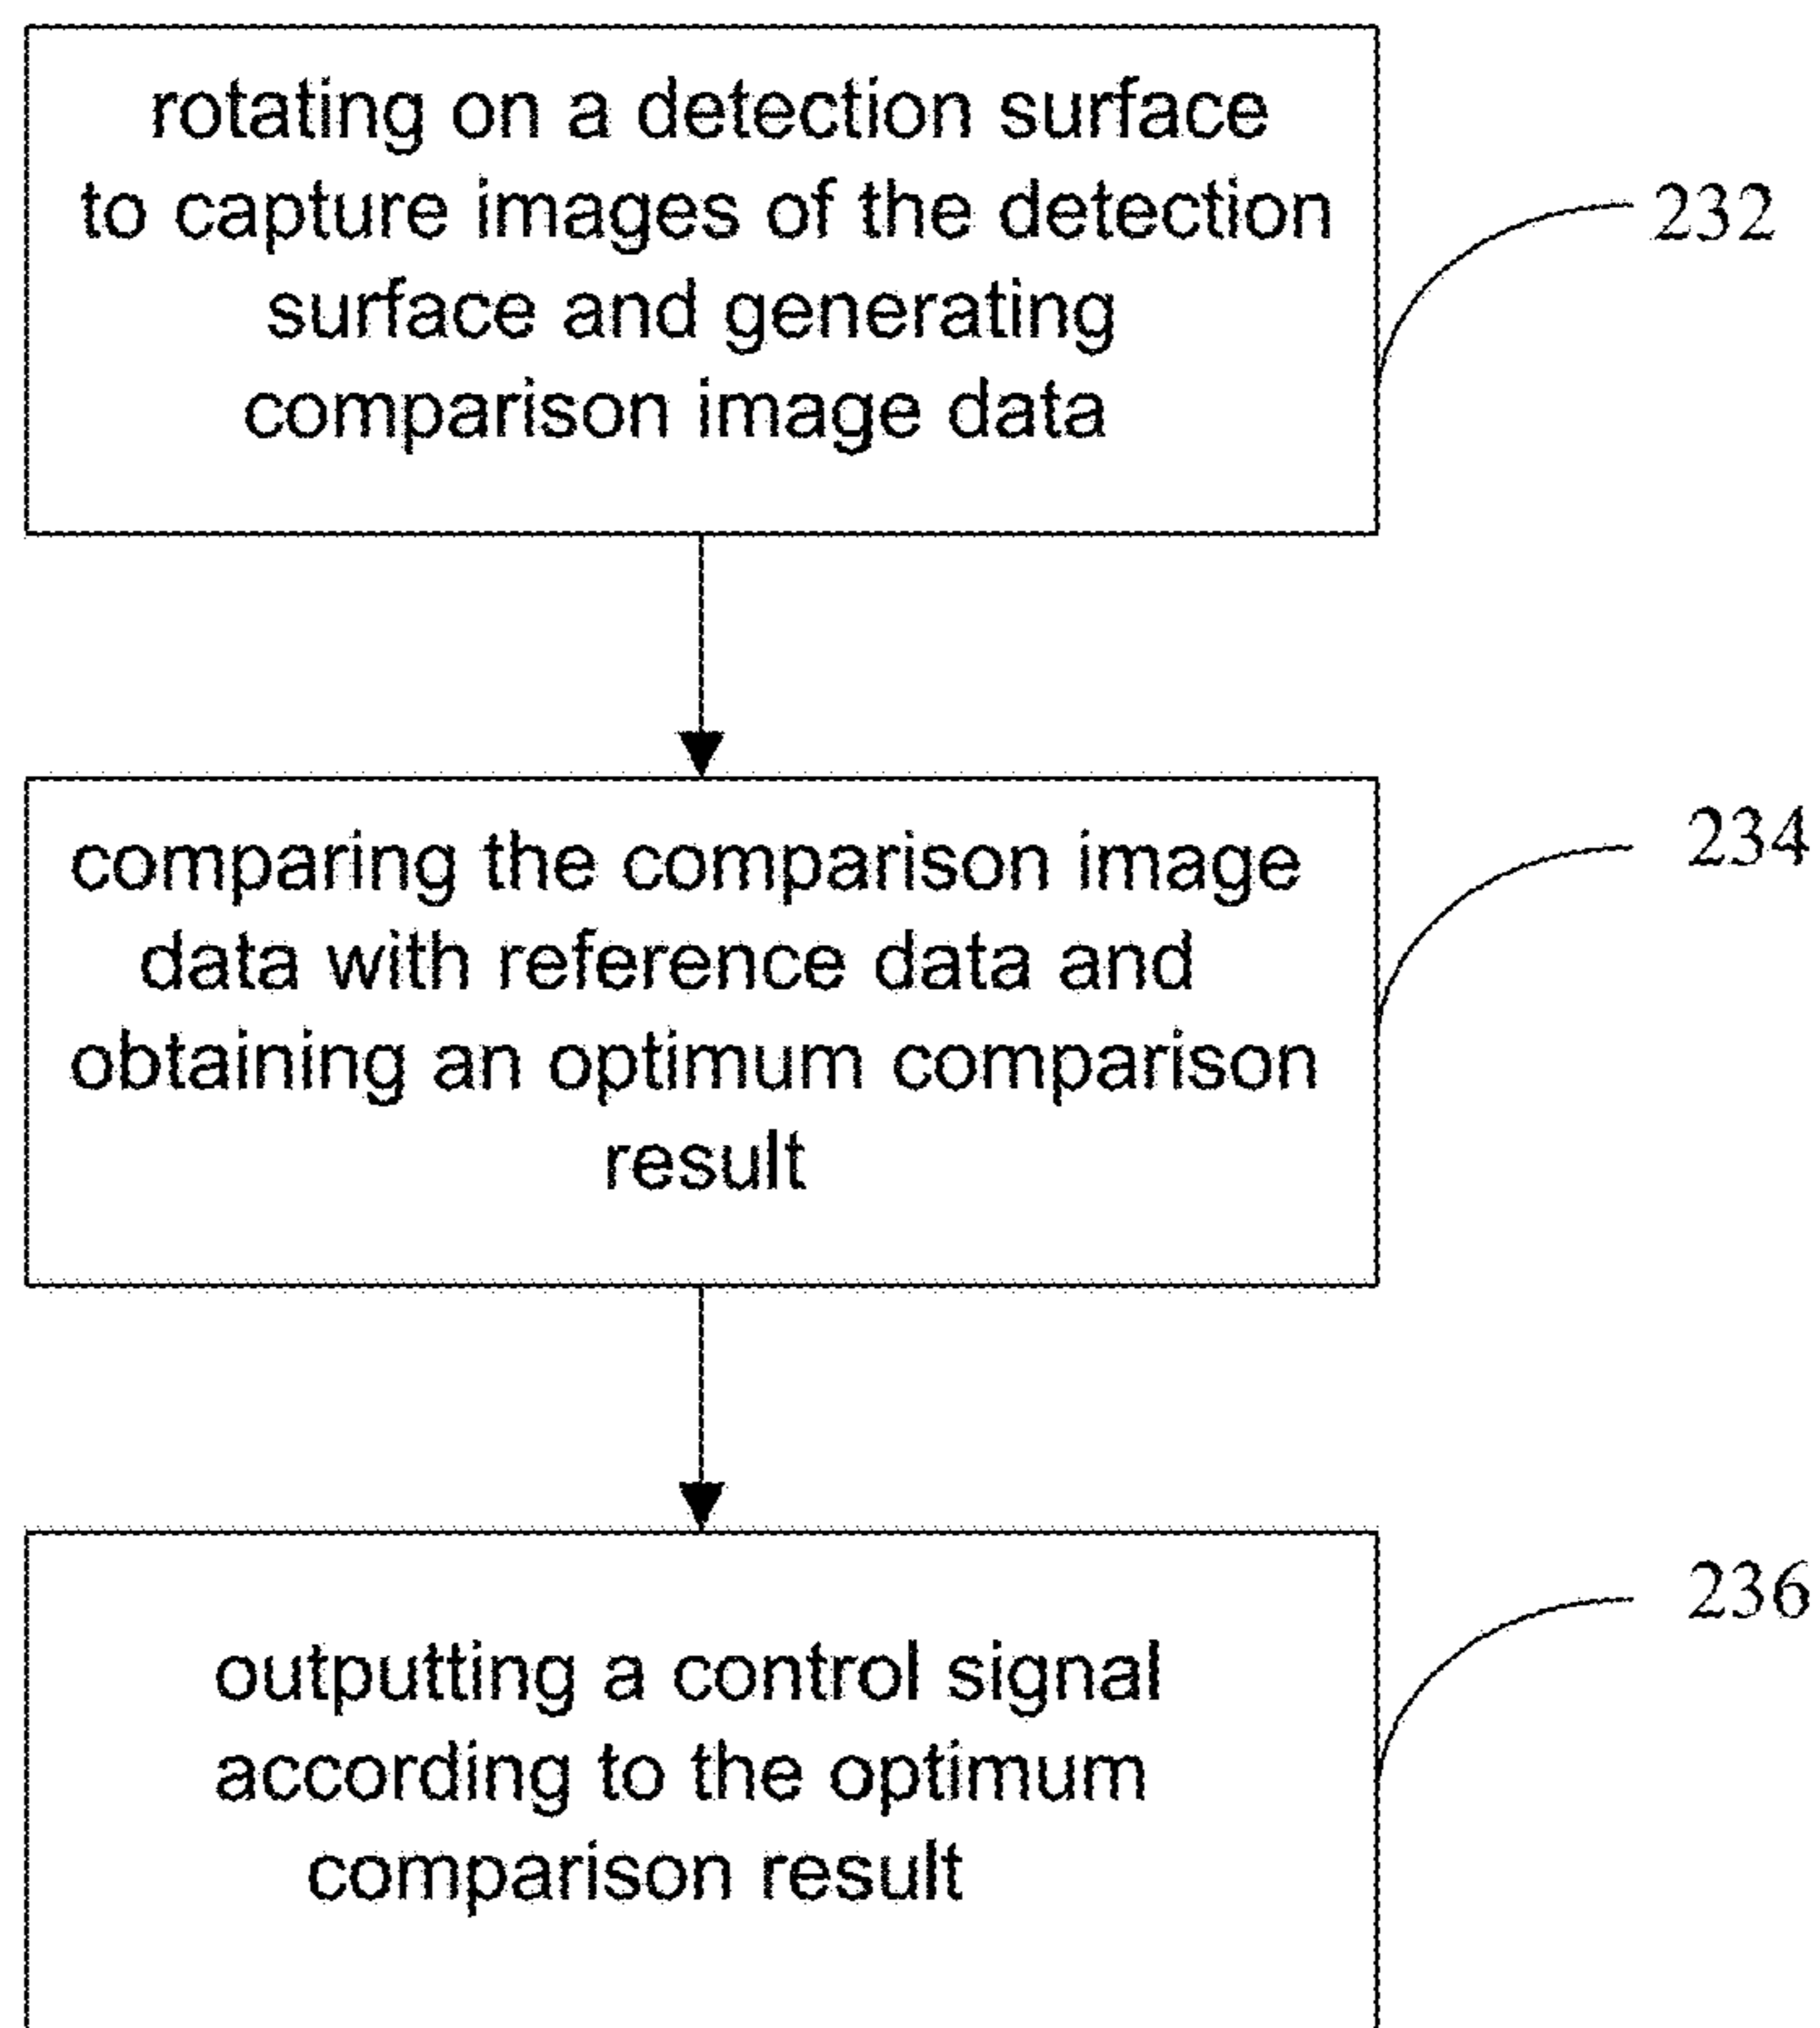 rotating on a detection surface
to capture images of the detection
surface and generating
comparison image data
232
comparing the comparison image
data with reference data and
obtaining an optimum comparison
result
234
outputting a control signal
according to the optimum
comparison result
236